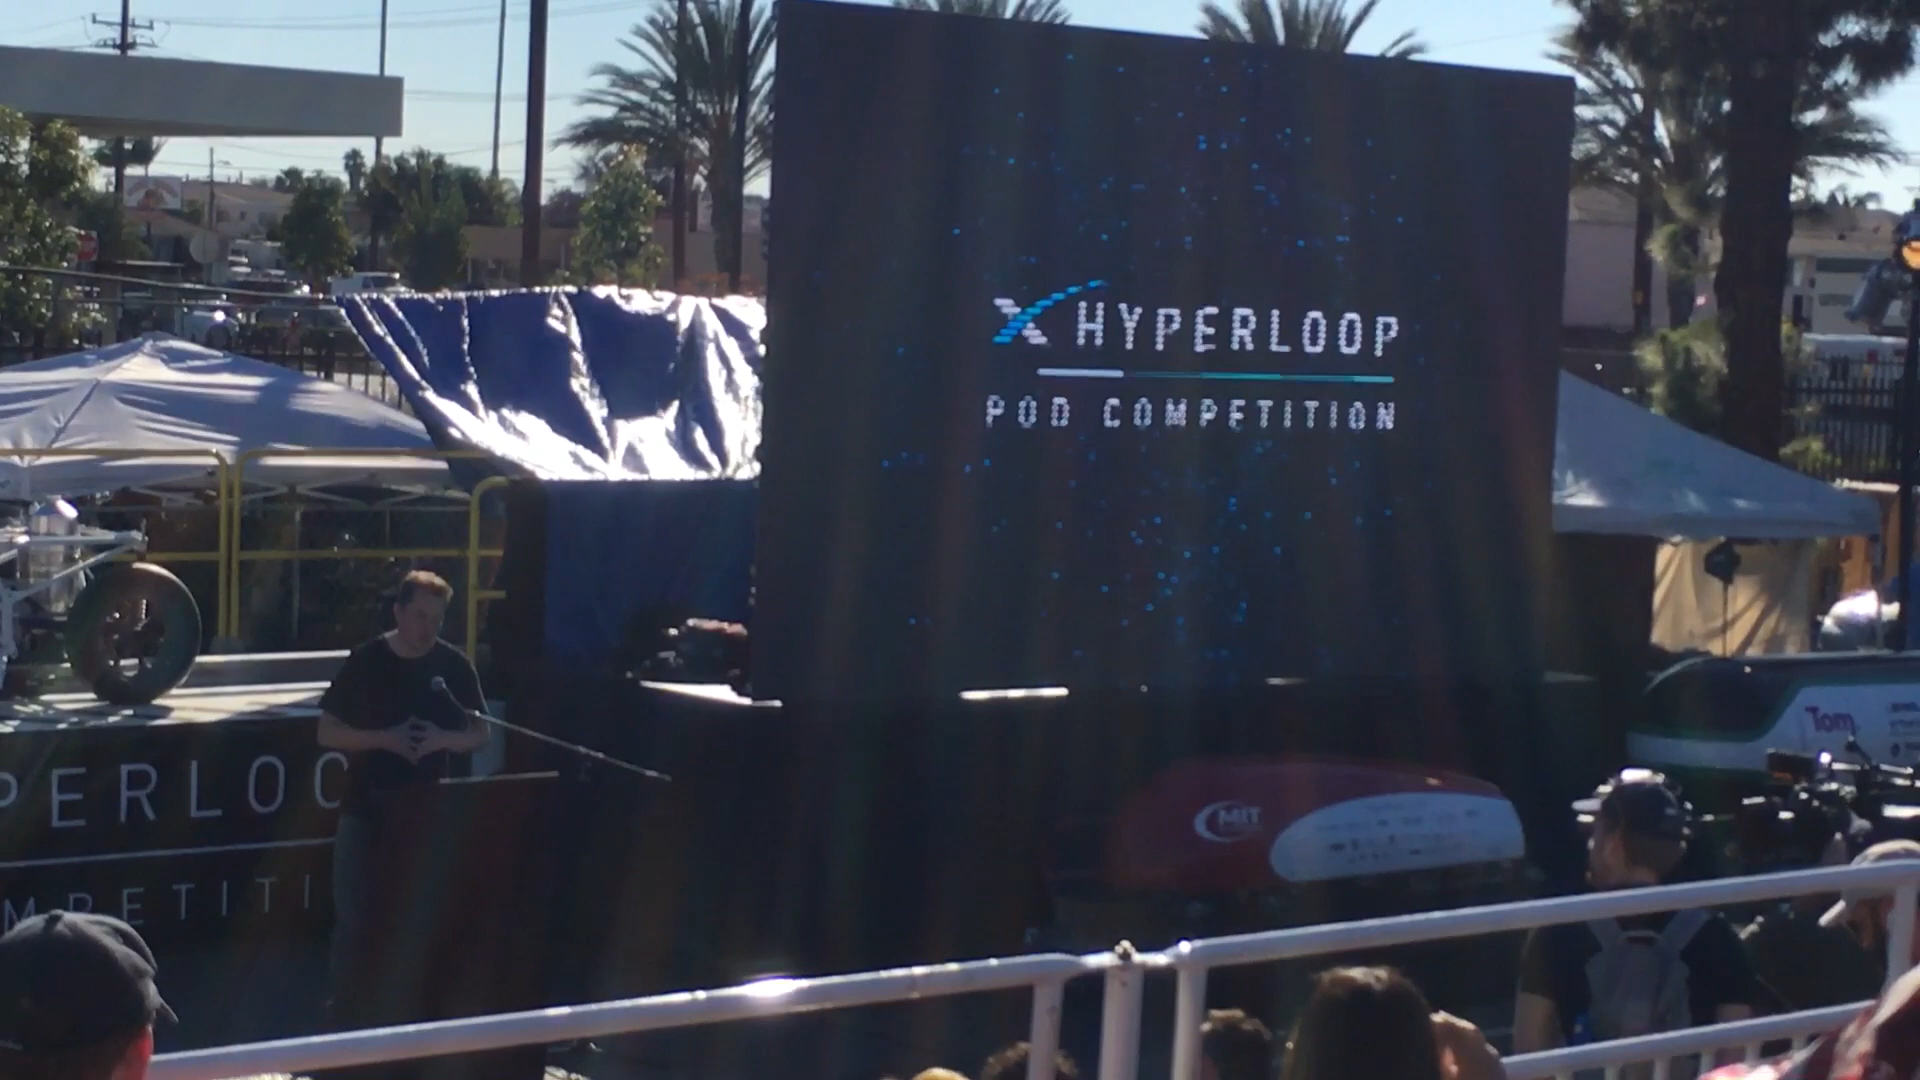 HYPERLOOP
POD COMPETITION
PERLOO
MPETITI
MIT
Tom